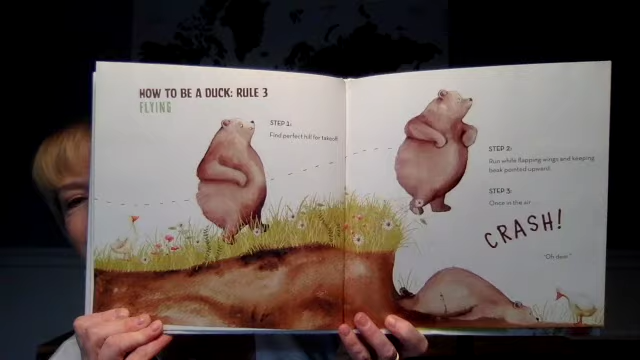 HOW TO BE A DUCK: RULE 3
FLYING
STEP 1:
Find perfect hill for takeoff.
STEP 2:
Run while flapping wings and keeping
beak pointed upward.
STEP 3:
Once in the air ...
CRASH!
"Oh dear."